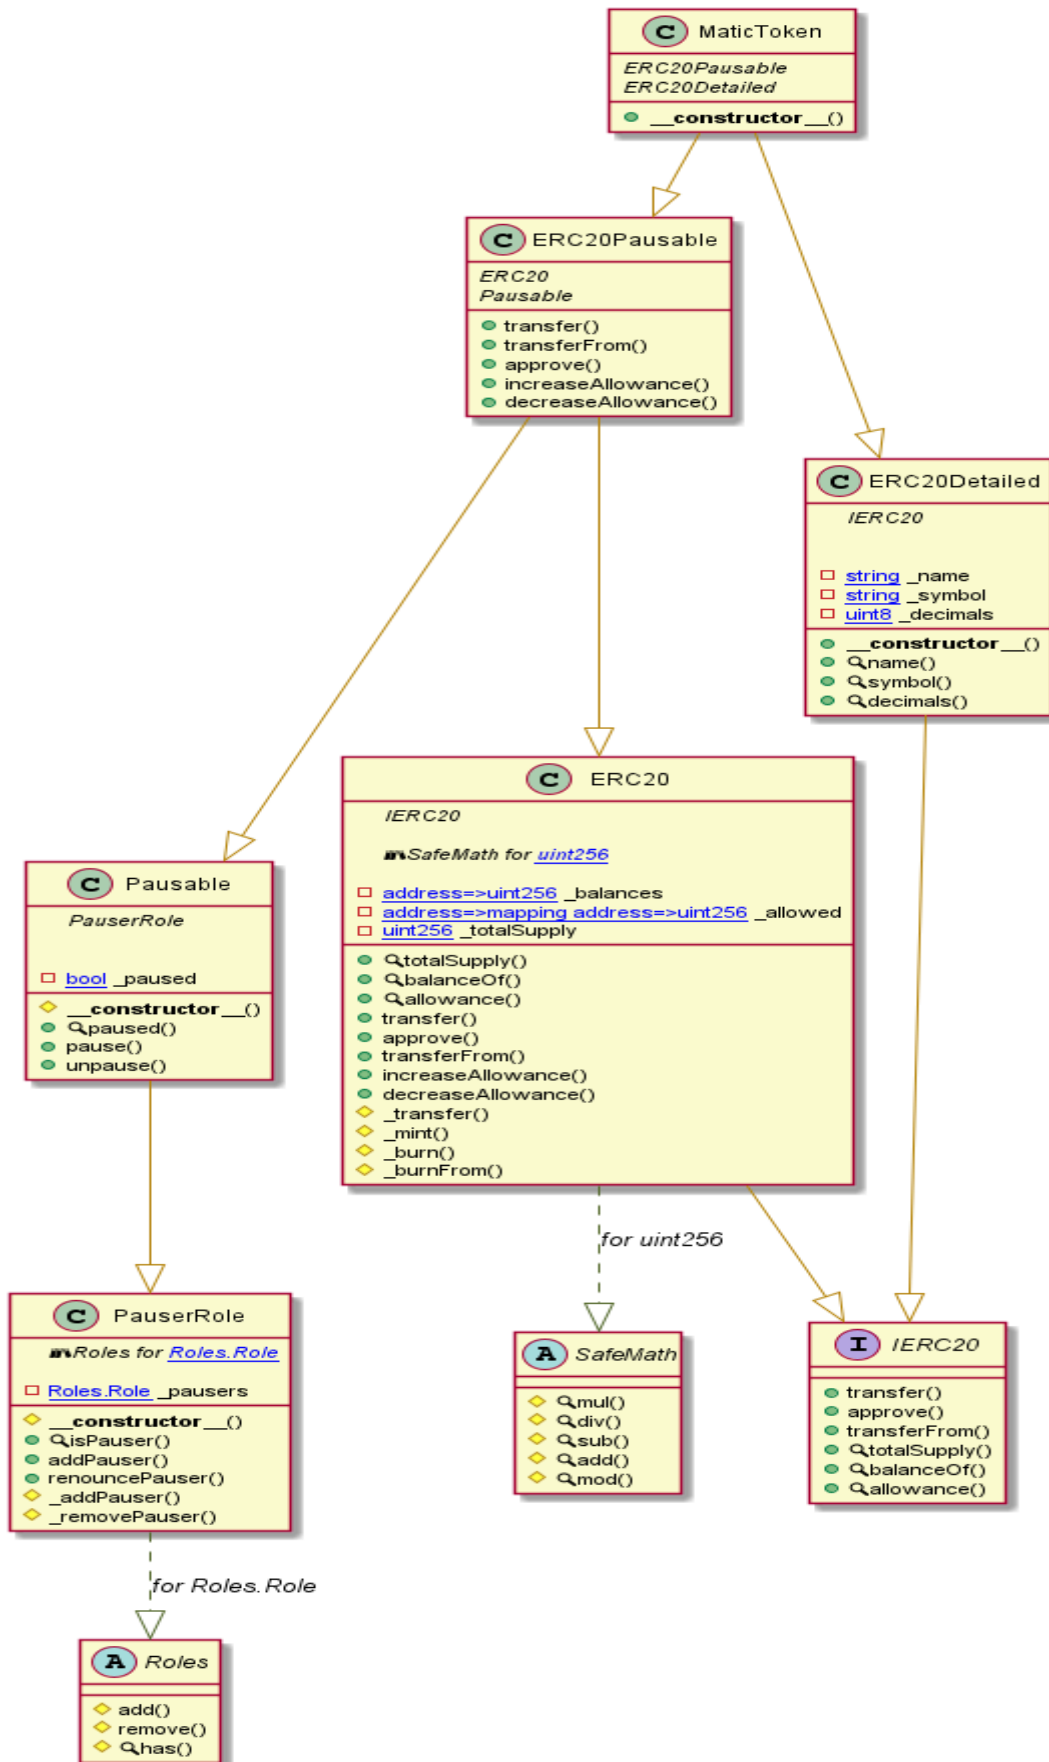 C MaticToken
ERC20Pausable
ERC20Detailed
__constructor__()
C ERC20Pausable
ERC20
Pausable
transfer()
transferFrom()
approve()
increaseAllowance()
decreaseAllowance()
C ERC20Detailed
IERC20
string _name
string _symbol
uint8 _decimals
__constructor__()
name()
symbol()
decimals()
C ERC20
IERC20
SafeMath for uint256
address=>uint256 _balances
address=>mapping address=>uint256 _allowed
uint256 _totalSupply
totalSupply()
balanceOf()
allowance()
transfer()
approve()
transferFrom()
increaseAllowance()
decreaseAllowance()
_transfer()
_mint()
_burn()
_burnFrom()
C Pausable
PauserRole
bool _paused
__constructor__()
paused()
pause()
unpause()
for uint256
C PauserRole
Roles for Roles.Role
Roles.Role _pausers
__constructor__()
isPauser()
addPauser()
renouncePauser()
_addPauser()
_removePauser()
A SafeMath
mul()
div()
sub()
add()
mod()
I IERC20
transfer()
approve()
transferFrom()
totalSupply()
balanceOf()
allowance()
for Roles.Role
A Roles
add()
remove()
has()